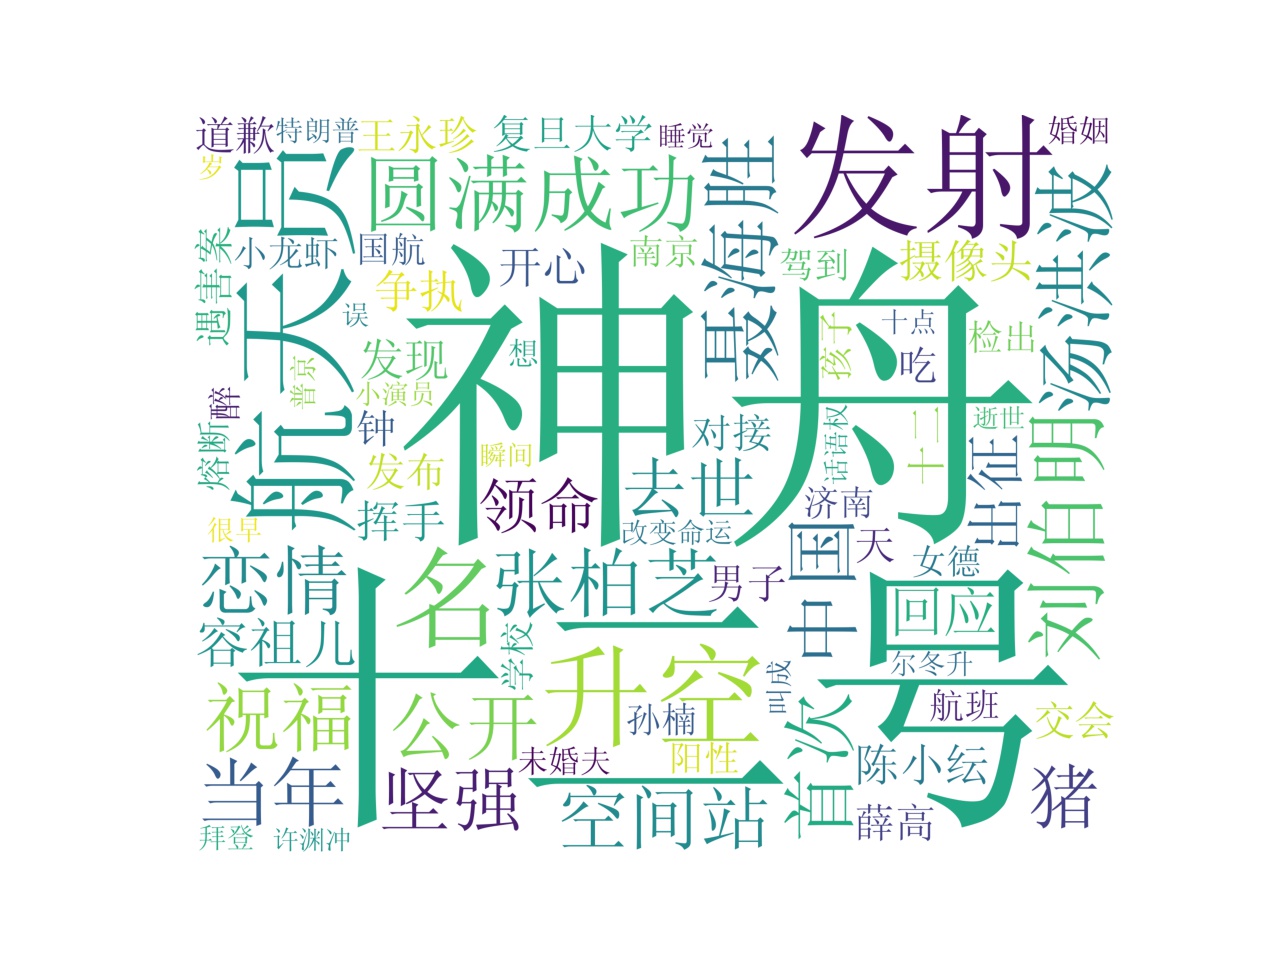 道歉
特朗普
王永珍
复旦大学
睡觉
发射
婚姻
岁
航天员
圆满成功
聂海胜
汤洪波
遇害案
小龙虾
国航
开心
南京
驾到
摄像头
争执
神舟
误
发现
想
孩子
十点
检出
吃
普京
小演员
醉
钟
对接
话语权
十二
逝世
刘伯明
熔断
发布
瞬间
去世
出征
领命
济南
很早
挥手
改变命运
中国
天
女德
恋情
名
张柏芝
男子
十二号
回应
容祖儿
学校
升空
叫成
尔冬升
祝福
公开
孙楠
首次
航班
交会
未婚夫
阳性
当年
坚强
空间站
陈小纭
猪
薛高
拜登
许渊冲